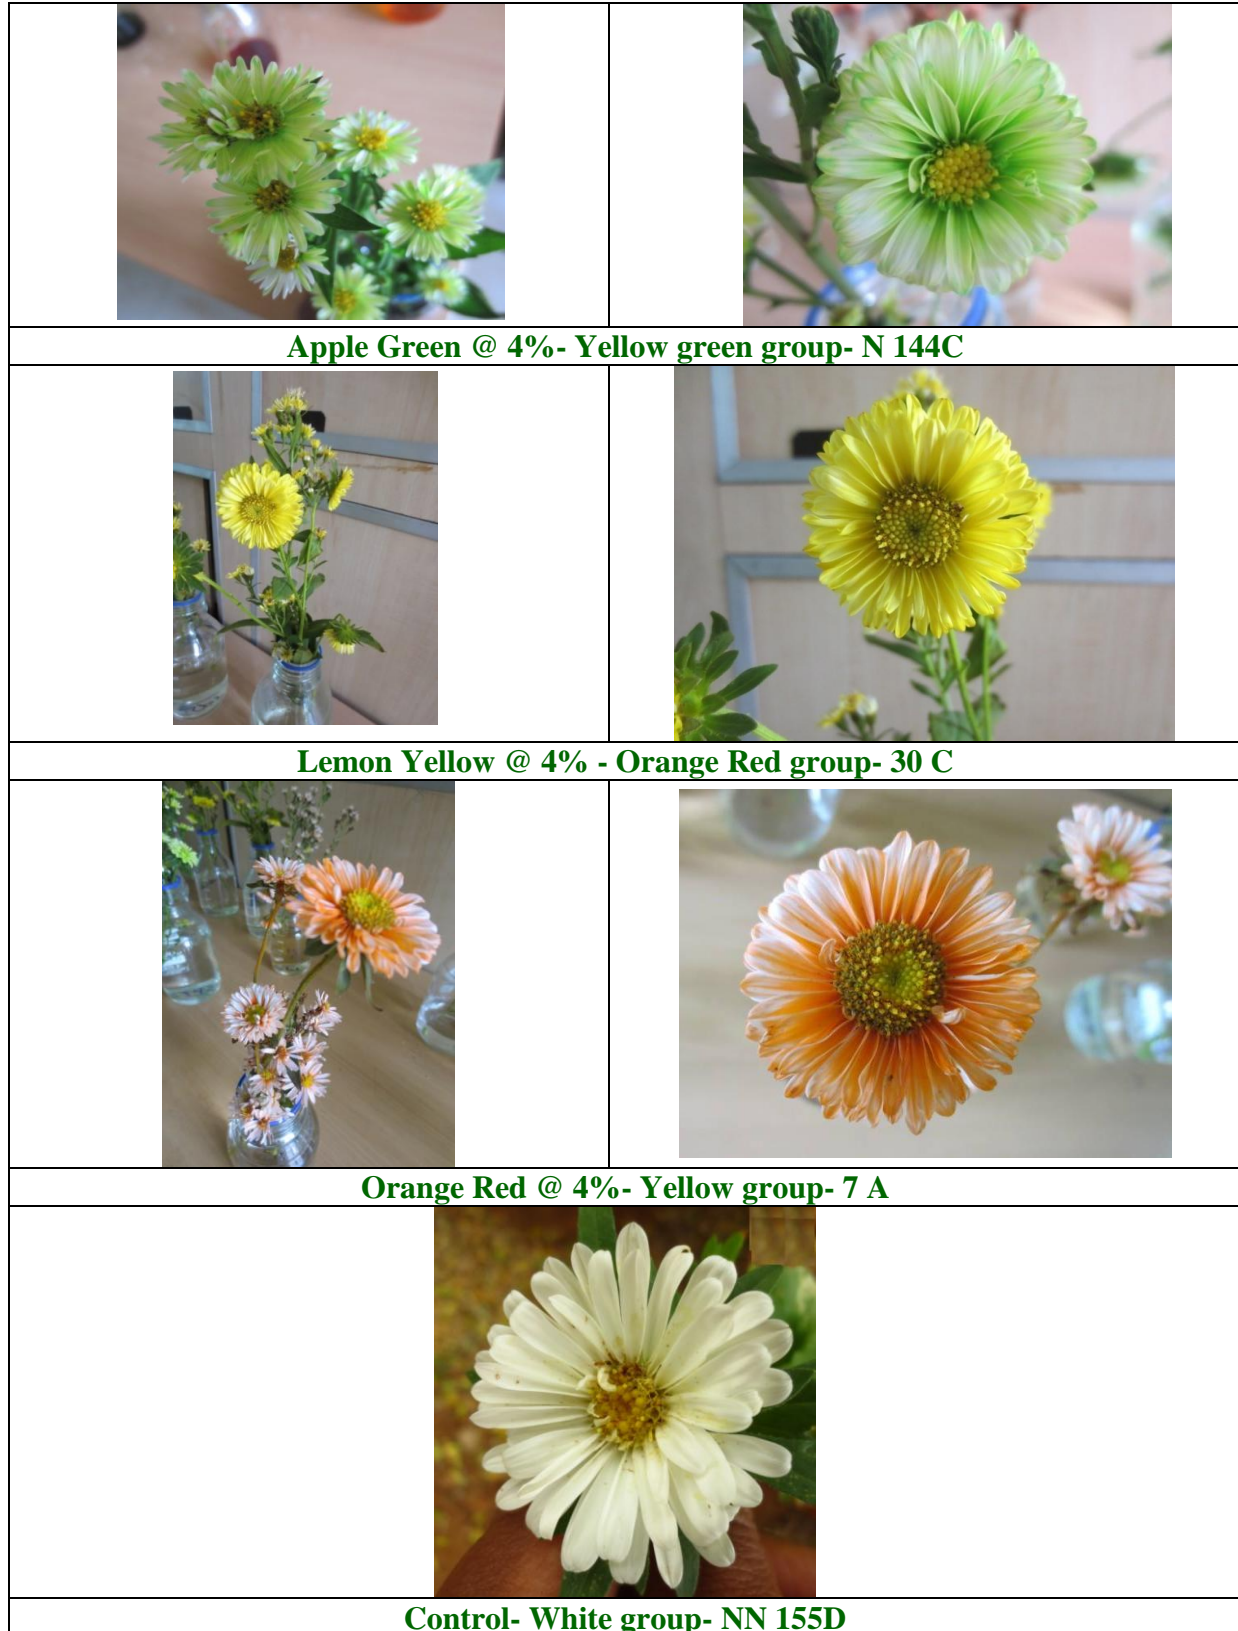 Apple Green @ 4%- Yellow green group- N 144C
Lemon Yellow @ 4% - Orange Red group- 30 C
Orange Red @ 4%- Yellow group- 7 A
Control- White group- NN 155D